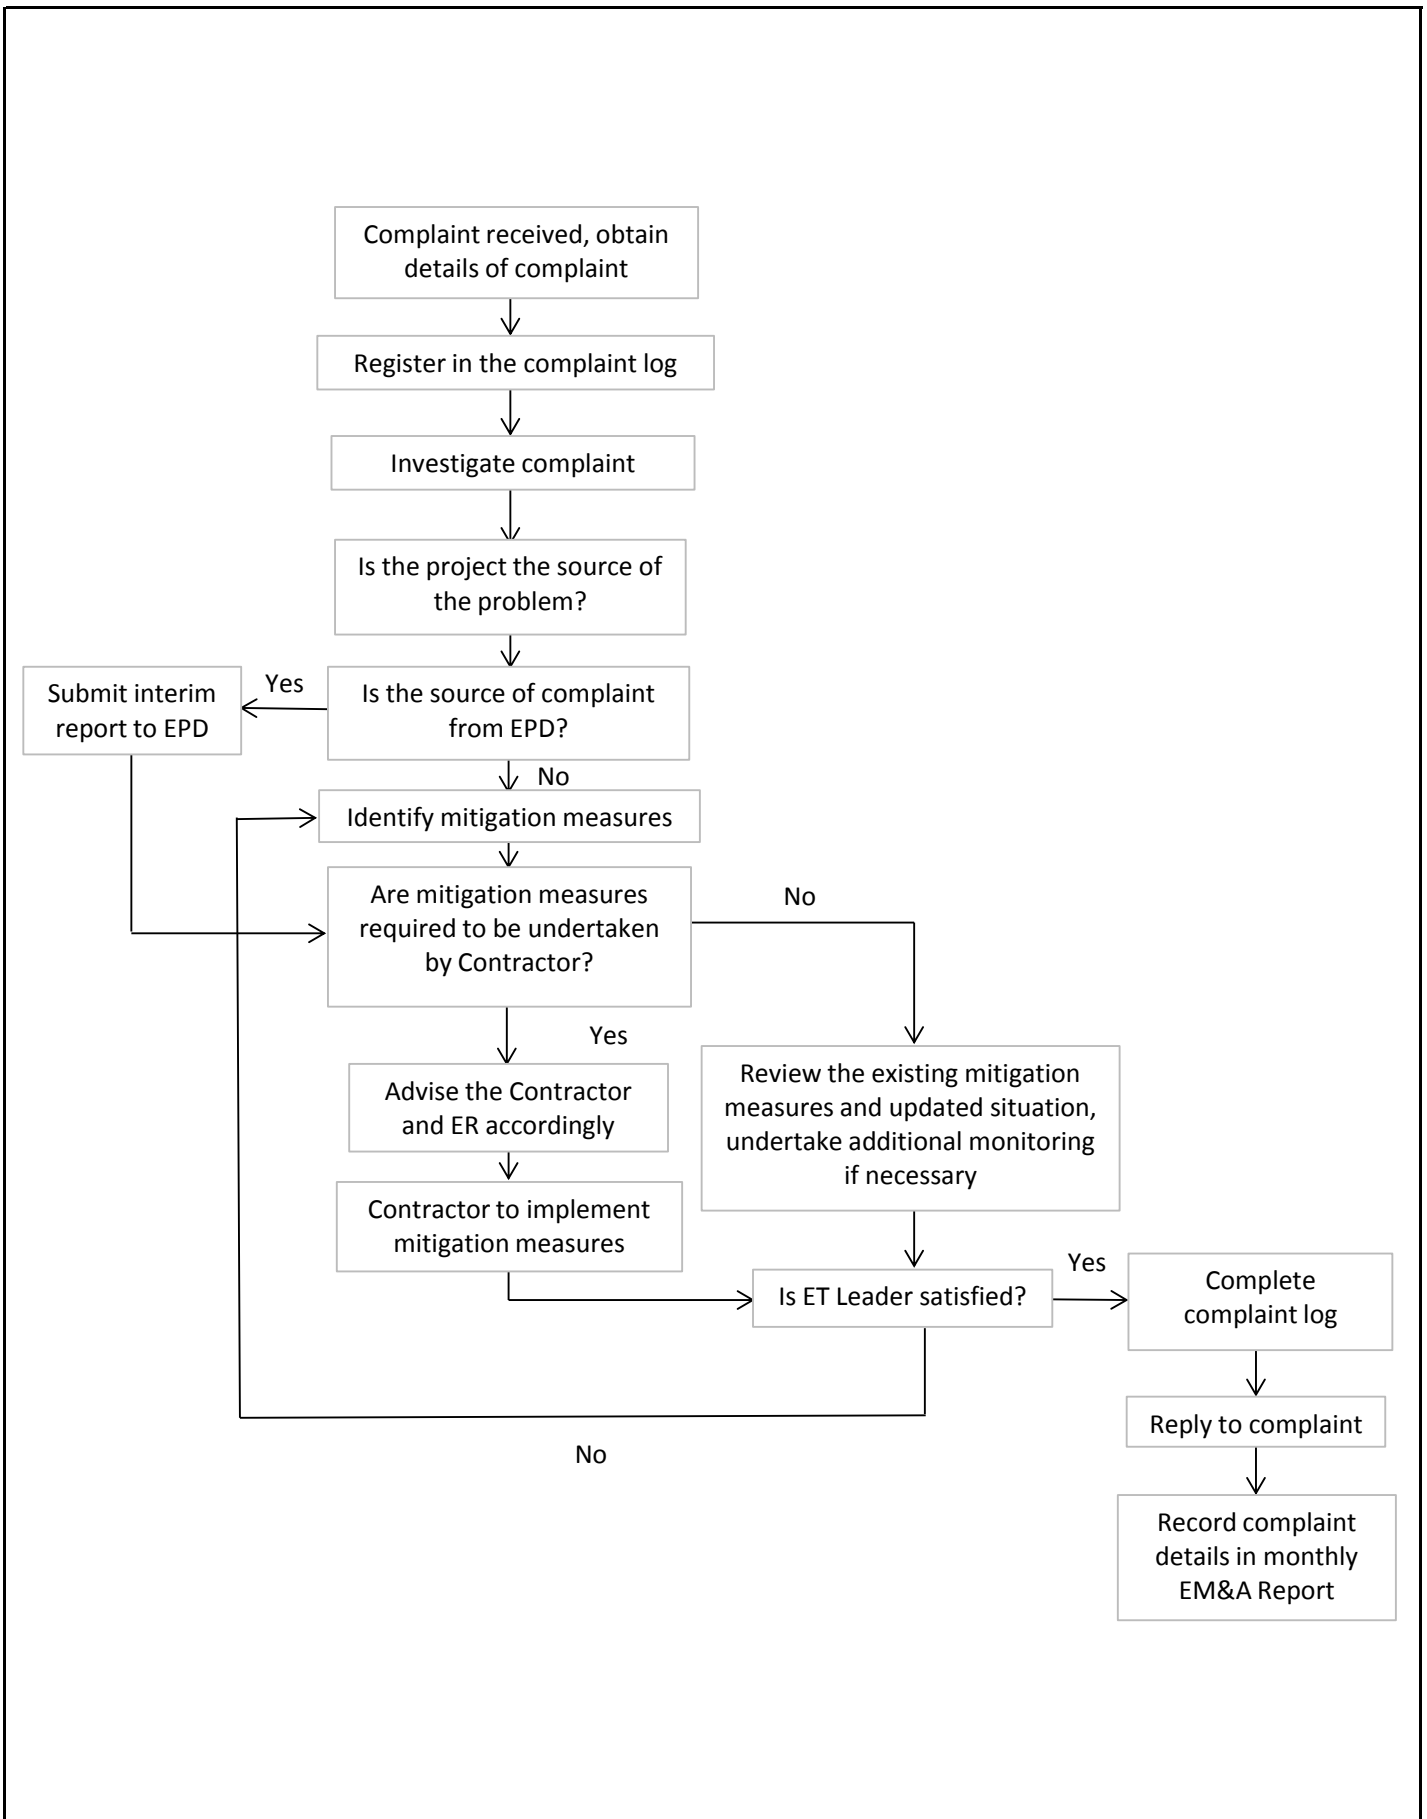 Complaint received, obtain
details of complaint
Register in the complaint log
Investigate complaint
Is the project the source of
the problem?
Submit interim
report to EPD
Yes
Is the source of complaint
from EPD?
No
Identify mitigation measures
Are mitigation measures
required to be undertaken
by Contractor?
No
Yes
Advise the Contractor
and ER accordingly
Review the existing mitigation
measures and updated situation,
undertake additional monitoring
if necessary
Contractor to implement
mitigation measures
Is ET Leader satisfied?
Yes
Complete
complaint log
No
Reply to complaint
Record complaint
details in monthly
EM&A Report